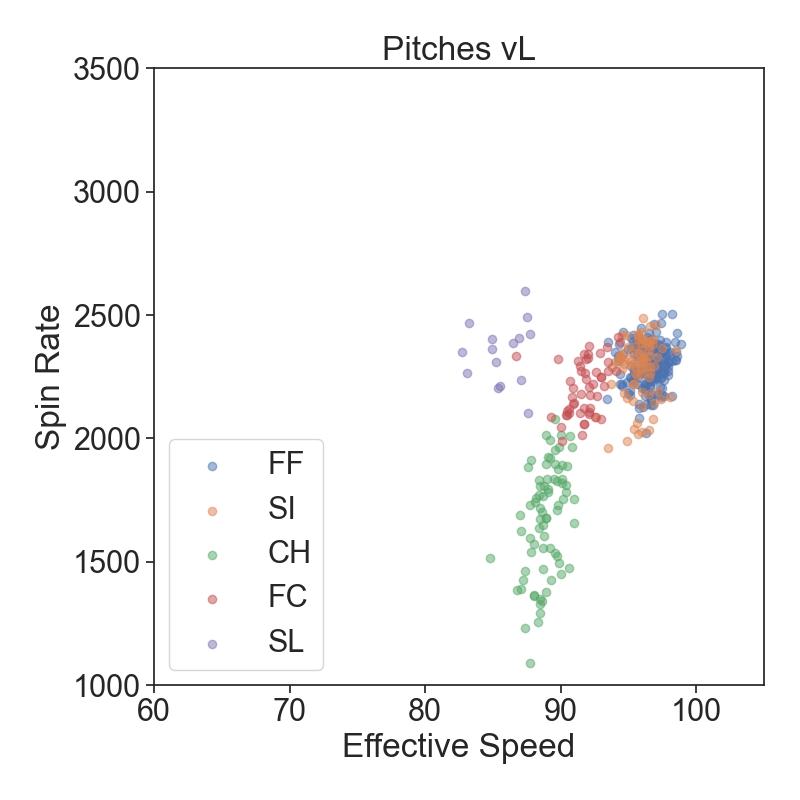 Pitches vL
3500
3000
2500
2000
1500
1000
Spin Rate
FF
SI
CH
FC
SL
60 70 80 90 100
Effective Speed